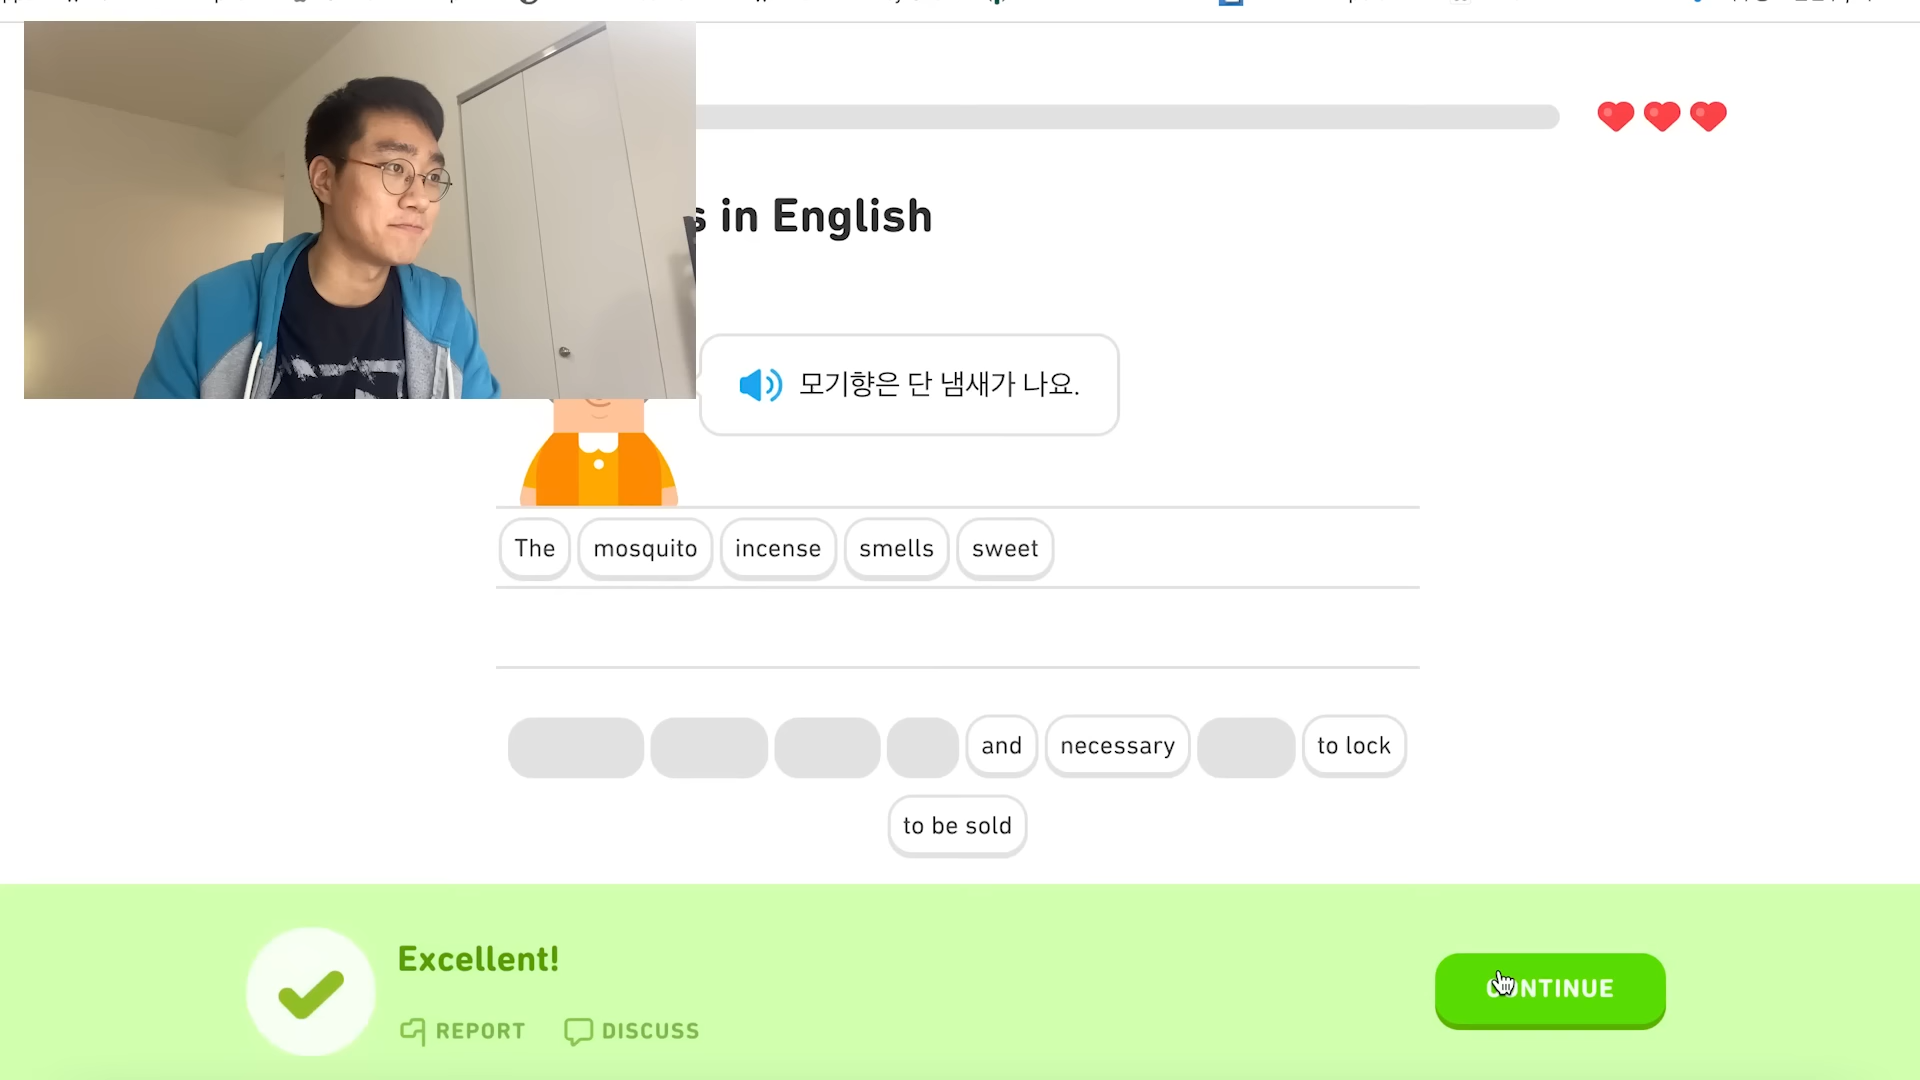 in English
모기향은 단 냄새가 나요.
The mosquito incense smells sweet
and necessary to lock
to be sold
Excellent!
REPORT DISCUSS
CONTINUE